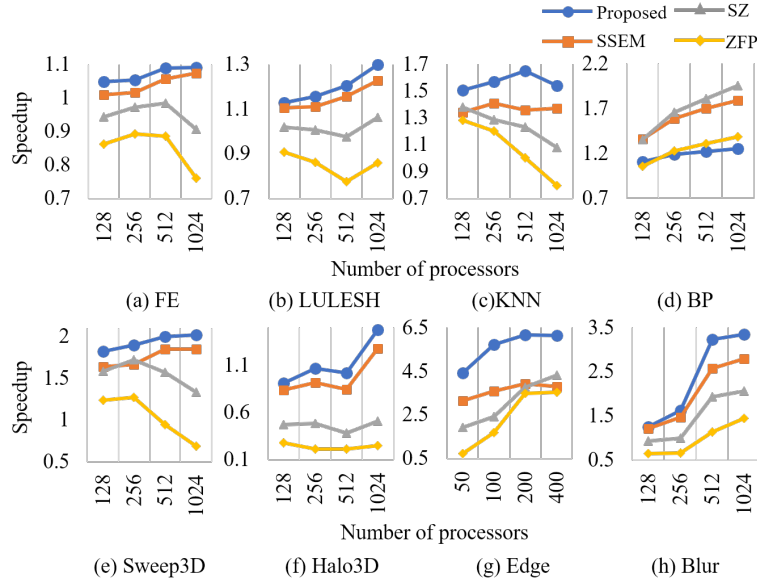 Proposed SZ
SSEM ZFP
Speedup
1.1
1
0.9
0.8
0.7
128 256 512 1024
1.3
1.1
0.9
0.7
128 256 512 1024
1.7
1.5
1.3
1.1
0.9
0.7
128 256 512 1024
2.2
1.7
1.2
0.7
128 256 512 1024
Number of processors
(a) FE (b) LULESH (c)KNN (d) BP
Speedup
2
1.5
1
0.5
128 256 512 1024
1.1
0.6
0.1
128 256 512 1024
6.5
4.5
2.5
0.5
50 100 200 400
3.5
2.5
1.5
0.5
128 256 512 1024
Number of processors
(e) Sweep3D (f) Halo3D (g) Edge (h) Blur